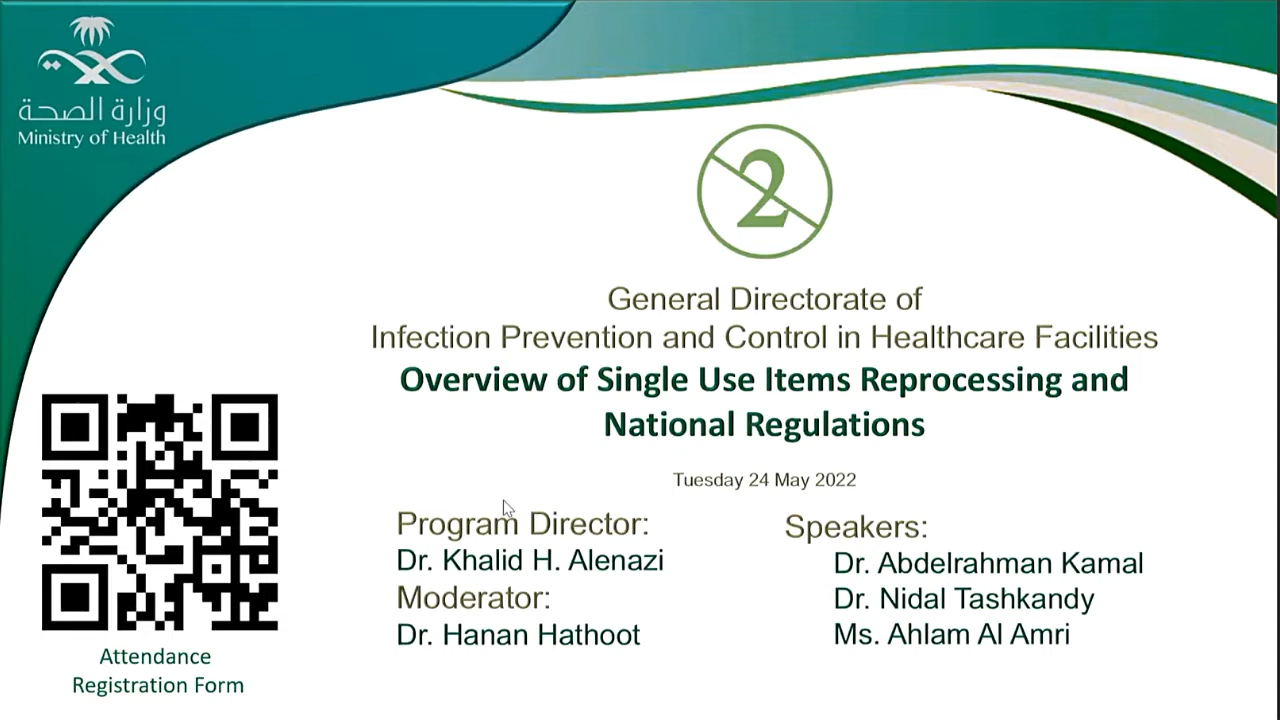 وزارة الصحة
Ministry of Health
2
General Directorate of
Infection Prevention and Control in Healthcare Facilities
Overview of Single Use Items Reprocessing and
National Regulations
Tuesday 24 May 2022
Program Director:
Dr. Khalid H. Alenazi
Moderator:
Dr. Hanan Hathoot
Speakers:
Dr. Abdelrahman Kamal
Dr. Nidal Tashkandy
Ms. Ahlam Al Amri
Attendance
Registration Form